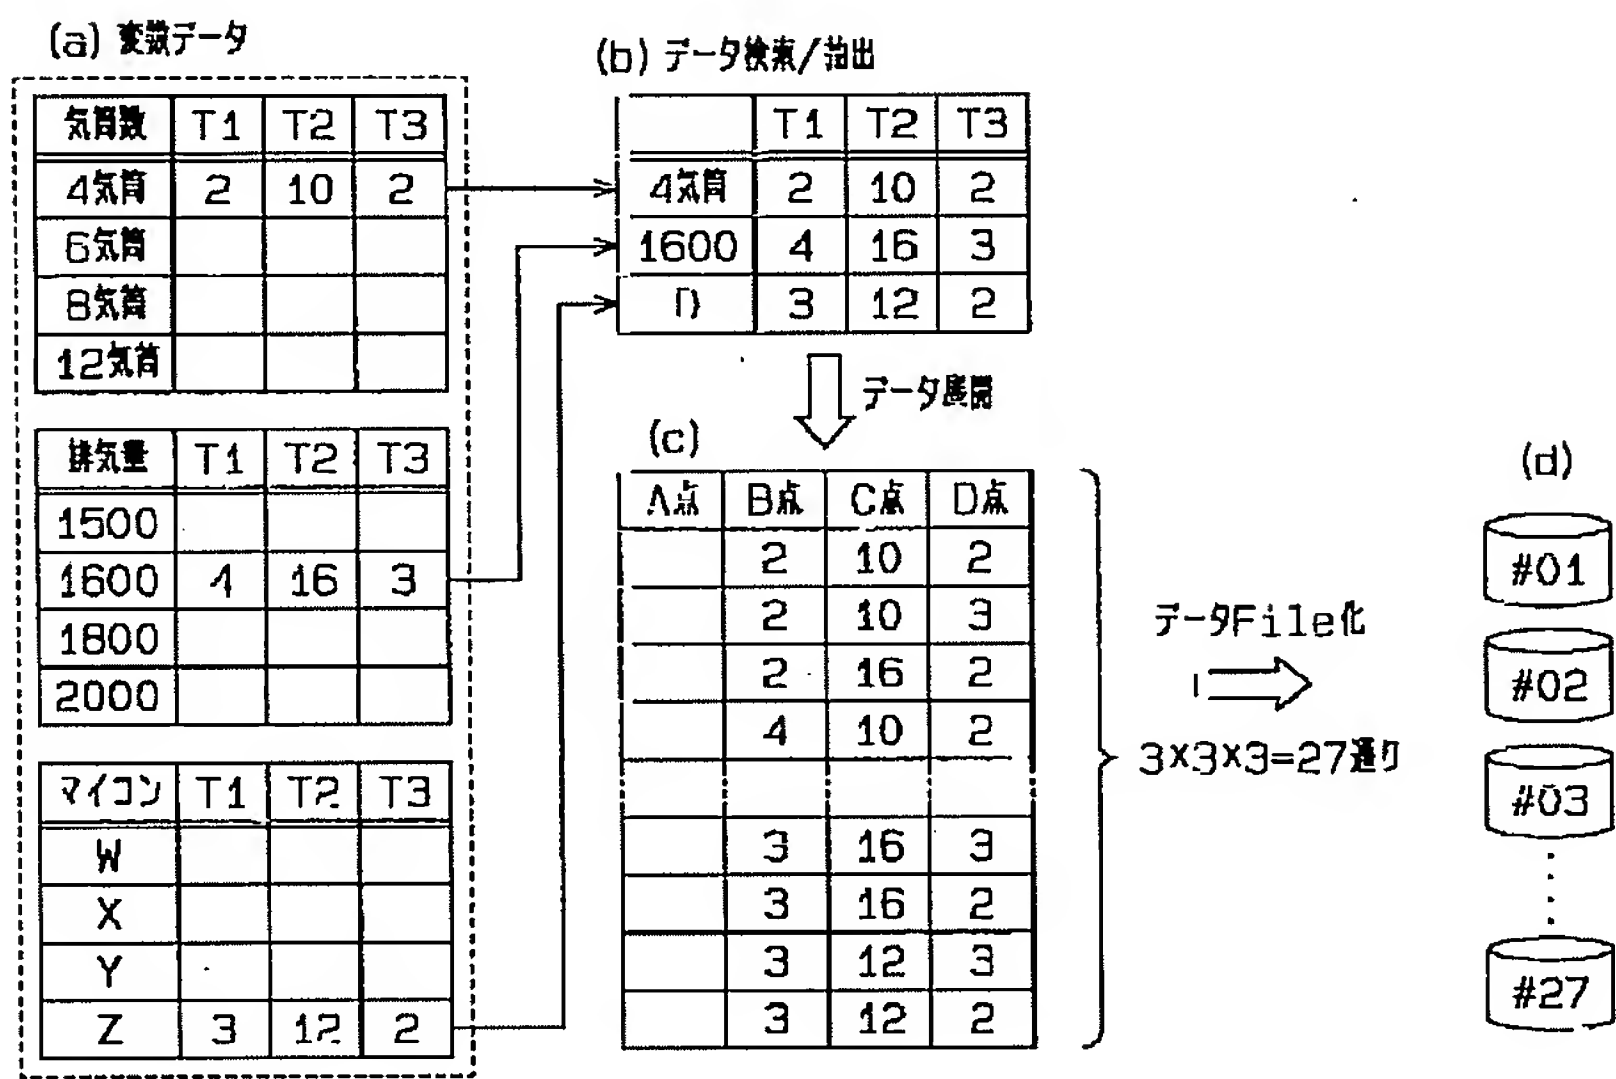 (a) 変数データ
気筒数 T1 T2 T3
4気筒 2 10 2
6気筒
8気筒
12気筒
排気量 T1 T2 T3
1500
1600 4 16 3
1800
2000
マイコン T1 T2 T3
W
X
Y
Z 3 12 2
(b) データ検索/抽出
T1 T2 T3
4気筒 2 10 2
1600 4 16 3
D 3 12 2
データ展開
(c)
A点 B点 C点 D点
2 10 2
2 10 3
2 16 2
4 10 2
3 16 3
3 16 2
3 12 3
3 12 2
データFile化
3×3×3=27通り
(d)
#01
#02
#03
#27